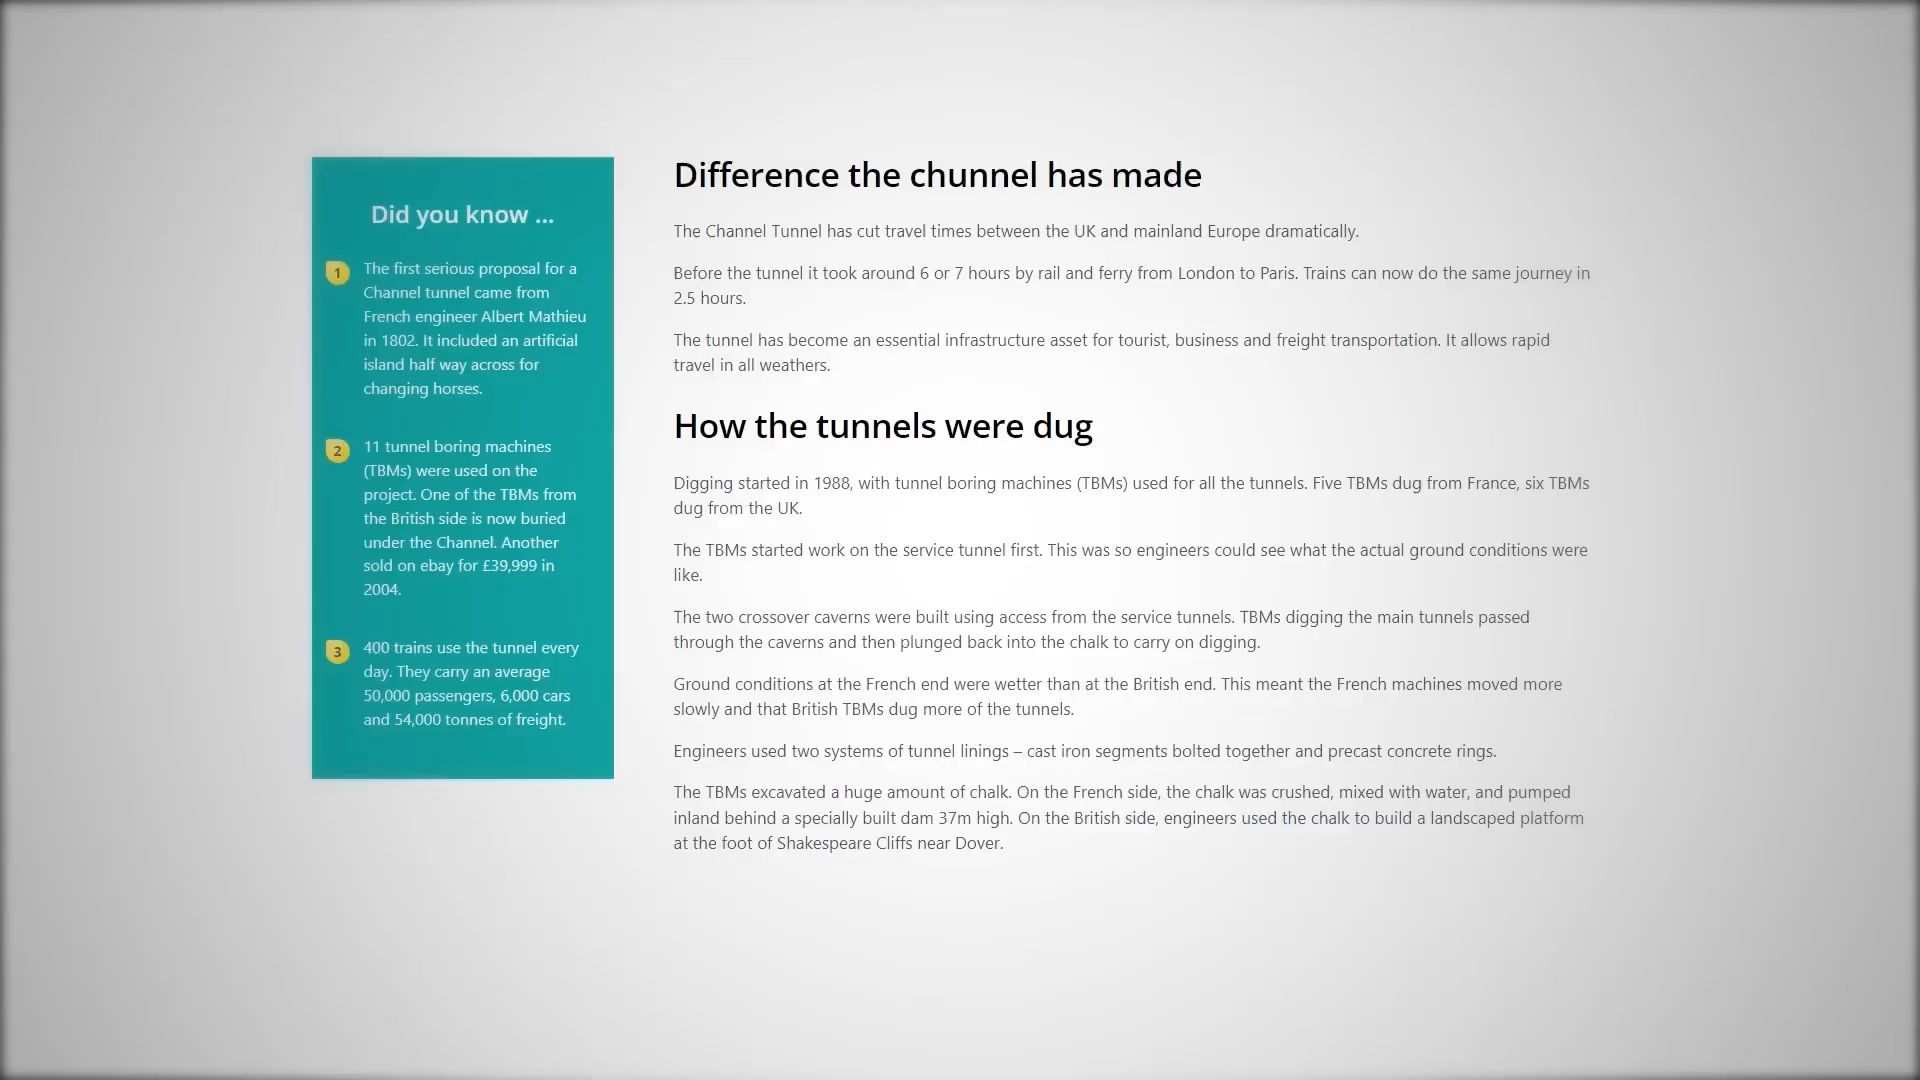 Did you know ...
1
The first serious proposal for a
Channel tunnel came from
French engineer Albert Mathieu
in 1802. It included an artificial
island half way across for
changing horses.
2
11 tunnel boring machines
(TBMs) were used on the
project. One of the TBMs from
the British side is now buried
under the Channel. Another
sold on ebay for £39,999 in
2004.
3
400 trains use the tunnel every
day. They carry an average
50,000 passengers, 6,000 cars
and 54,000 tonnes of freight.
Difference the chunnel has made
The Channel Tunnel has cut travel times between the UK and mainland Europe dramatically.
Before the tunnel it took around 6 or 7 hours by rail and ferry from London to Paris. Trains can now do the same journey in
2.5 hours.
The tunnel has become an essential infrastructure asset for tourist, business and freight transportation. It allows rapid
travel in all weathers.
How the tunnels were dug
Digging started in 1988, with tunnel boring machines (TBMs) used for all the tunnels. Five TBMs dug from France, six TBMs
dug from the UK.
The TBMs started work on the service tunnel first. This was so engineers could see what the actual ground conditions were
like.
The two crossover caverns were built using access from the service tunnels. TBMs digging the main tunnels passed
through the caverns and then plunged back into the chalk to carry on digging.
Ground conditions at the French end were wetter than at the British end. This meant the French machines moved more
slowly and that British TBMs dug more of the tunnels.
Engineers used two systems of tunnel linings – cast iron segments bolted together and precast concrete rings.
The TBMs excavated a huge amount of chalk. On the French side, the chalk was crushed, mixed with water, and pumped
inland behind a specially built dam 37m high. On the British side, engineers used the chalk to build a landscaped platform
at the foot of Shakespeare Cliffs near Dover.